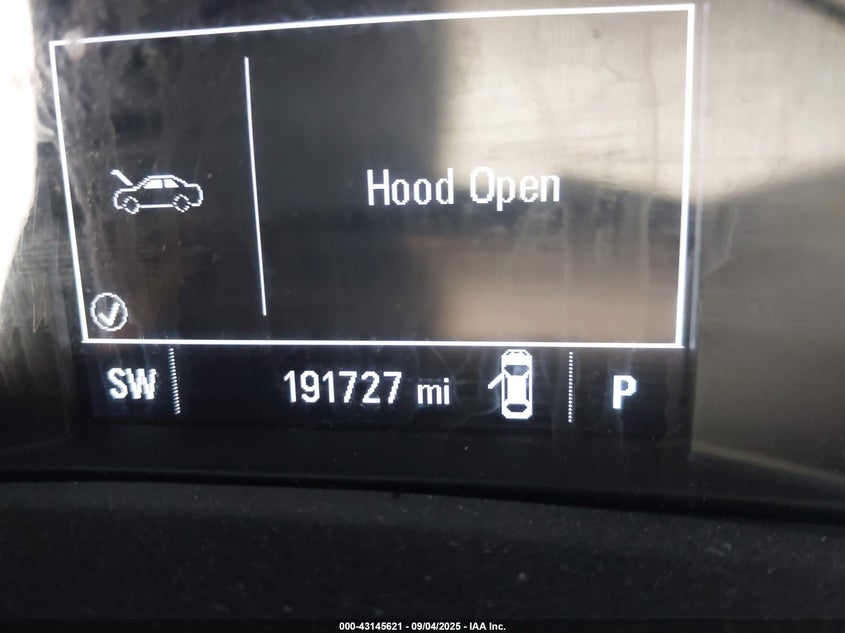 Hood Open
SW 191727 mi P
000-43145621 - 09/04/2025 - IAA Inc.